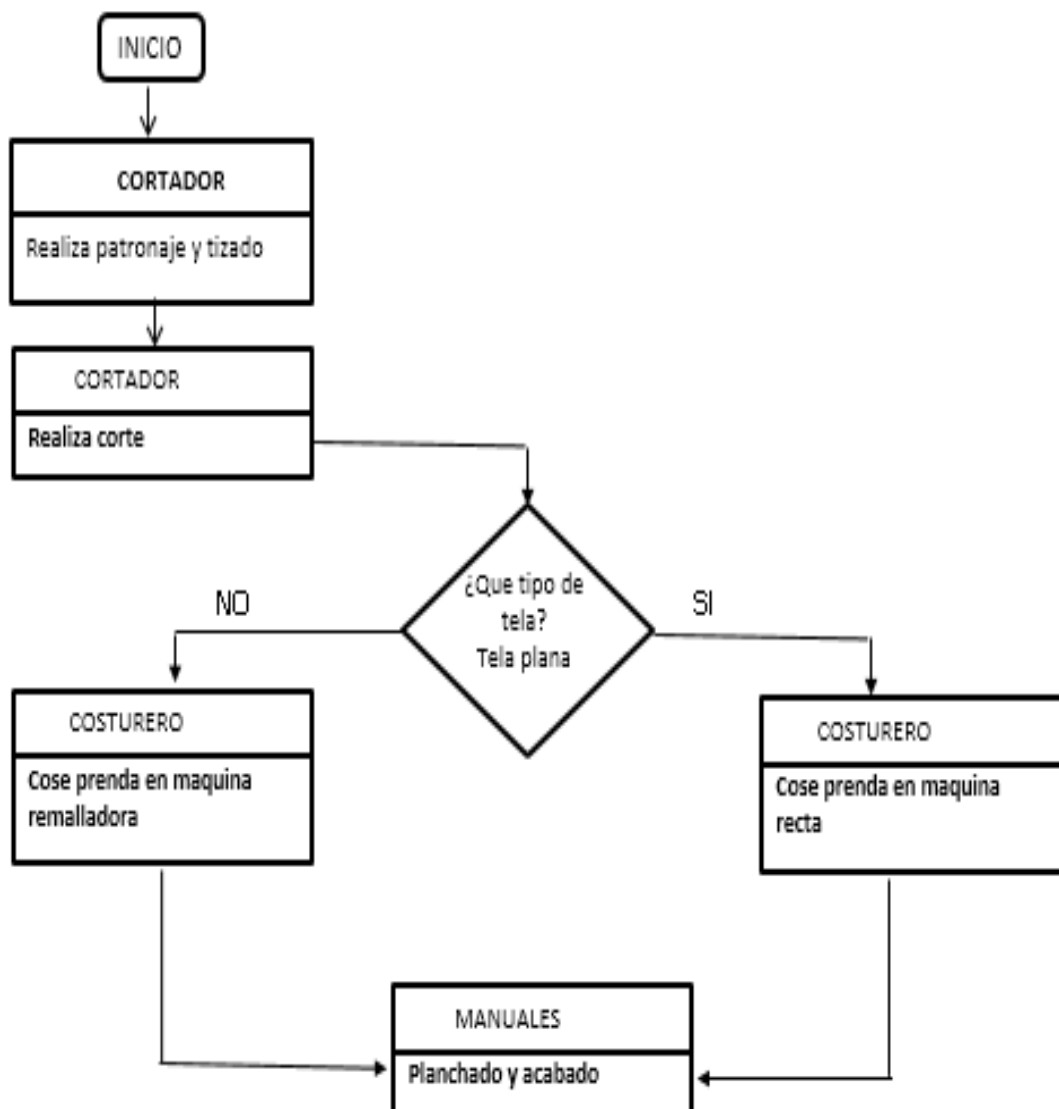 INICIO
CORTADOR
Realiza patronaje y tizado
CORTADOR
Realiza corte
¿Que tipo de
tela?
Tela plana
NO
SI
COSTURERO
Cose prenda en maquina
remalladora
COSTURERO
Cose prenda en maquina
recta
MANUALES
Planchado y acabado